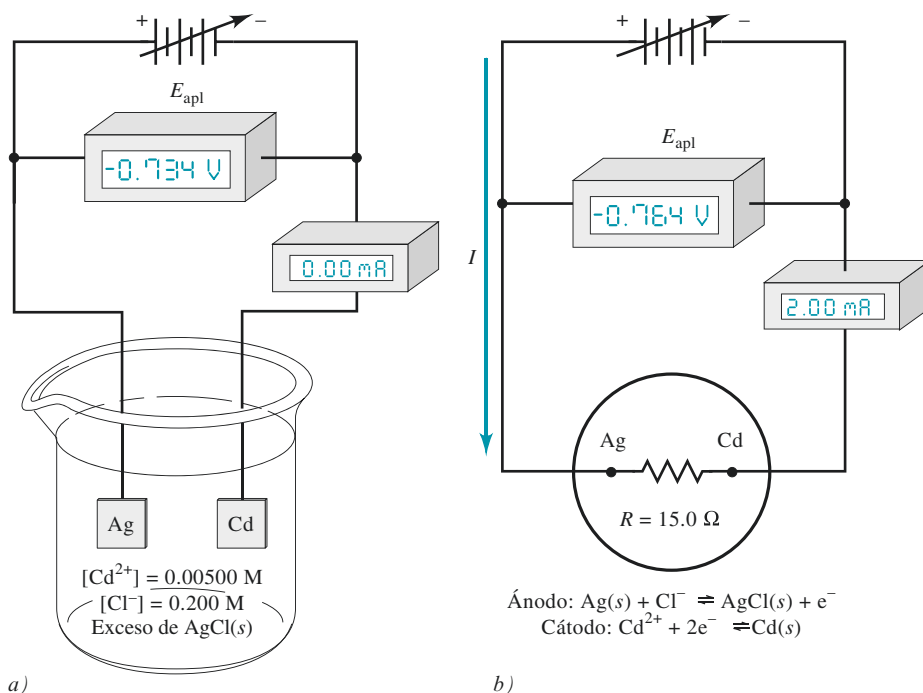 + −
E_apl
-0.734 V
0.00 mA
Ag Cd
[Cd²⁺] = 0.00500 M
[Cl⁻] = 0.200 M
Exceso de AgCl(s)
a)
+ −
E_apl
-0.764 V
I
2.00 mA
Ag Cd
R = 15.0 Ω
Ánodo: Ag(s) + Cl⁻ ⇌ AgCl(s) + e⁻
Cátodo: Cd²⁺ + 2e⁻ ⇌Cd(s)
b)